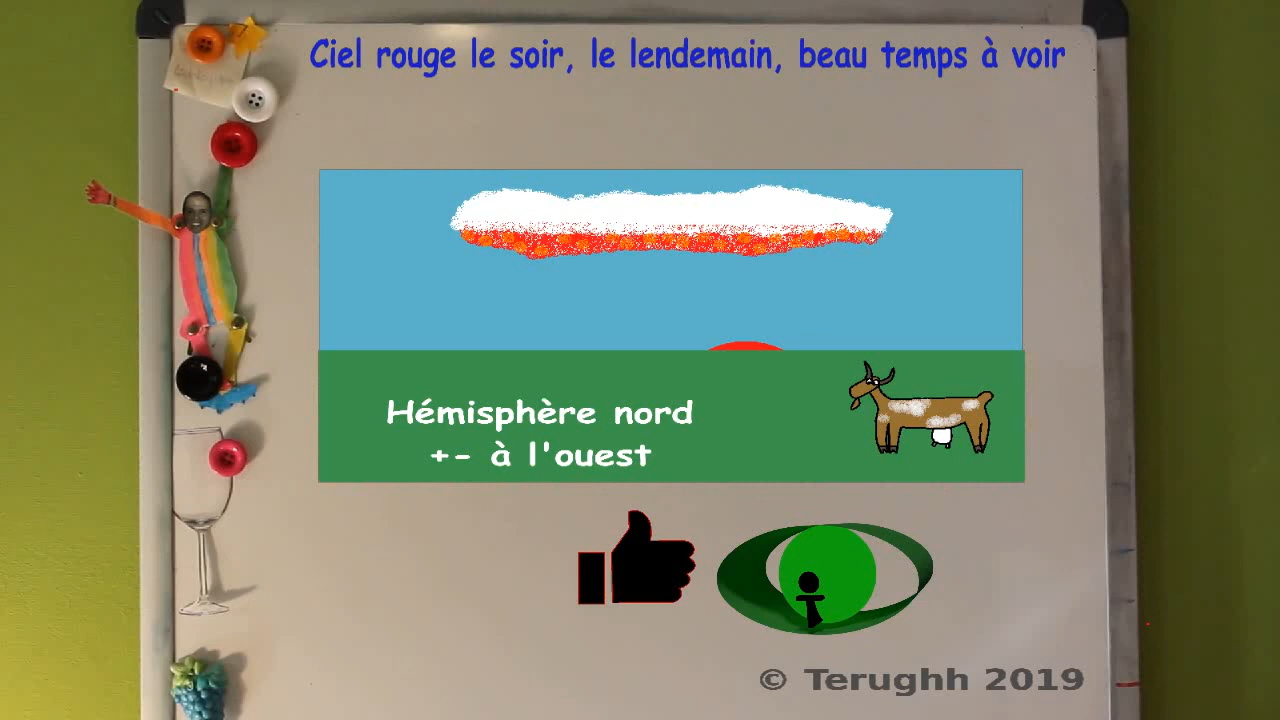 Ciel rouge le soir, le lendemain, beau temps à voir
Hémisphère nord
+- à l'ouest
© Terughh 2019